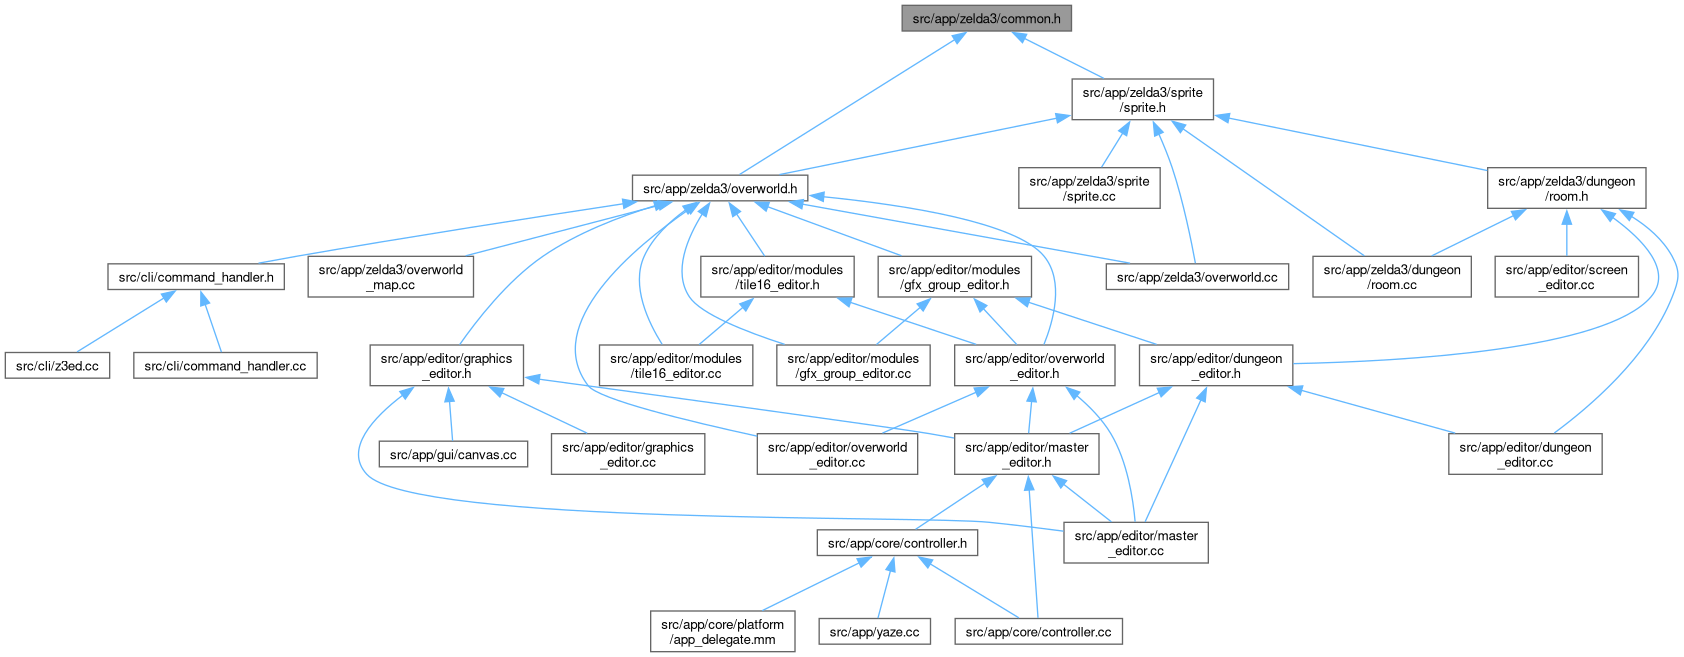 src/app/zelda3/common.h
src/app/zelda3/sprite
/sprite.h
src/app/zelda3/overworld.h
src/app/zelda3/sprite
/sprite.cc
src/app/zelda3/dungeon
/room.h
src/cli/command_handler.h
src/app/zelda3/overworld
_map.cc
src/app/editor/modules
/tile16_editor.h
src/app/editor/modules
/gfx_group_editor.h
src/app/zelda3/overworld.cc
src/app/zelda3/dungeon
/room.cc
src/app/editor/screen
_editor.cc
src/cli/z3ed.cc
src/cli/command_handler.cc
src/app/editor/graphics
_editor.h
src/app/editor/modules
/tile16_editor.cc
src/app/editor/modules
/gfx_group_editor.cc
src/app/editor/overworld
_editor.h
src/app/editor/dungeon
_editor.h
src/app/gui/canvas.cc
src/app/editor/graphics
_editor.cc
src/app/editor/overworld
_editor.cc
src/app/editor/master
_editor.h
src/app/editor/dungeon
_editor.cc
src/app/core/controller.h
src/app/editor/master
_editor.cc
src/app/core/platform
/app_delegate.mm
src/app/yaze.cc
src/app/core/controller.cc